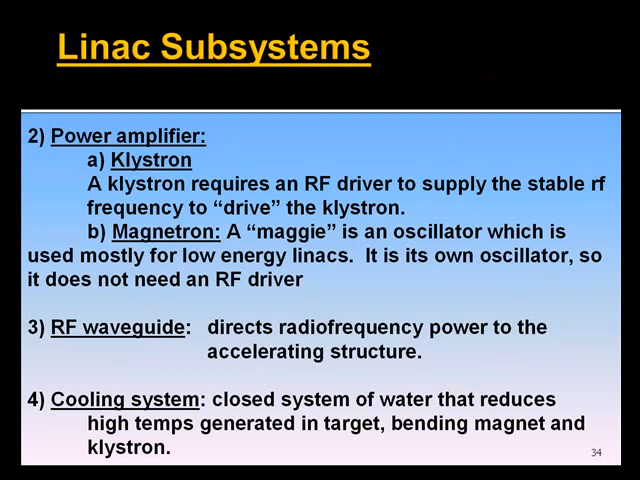 Linac Subsystems
2) Power amplifier:
a) Klystron
A klystron requires an RF driver to supply the stable rf
frequency to “drive” the klystron.
b) Magnetron: A “maggie” is an oscillator which is
used mostly for low energy linacs. It is its own oscillator, so
it does not need an RF driver
3) RF waveguide: directs radiofrequency power to the
accelerating structure.
4) Cooling system: closed system of water that reduces
high temps generated in target, bending magnet and
klystron.
34